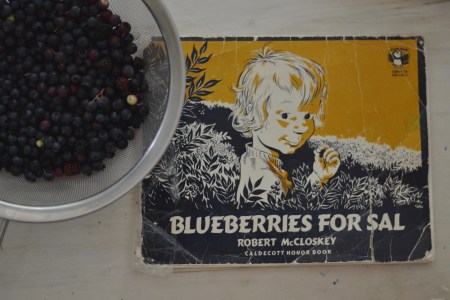 BLUEBERRIES FOR SAL
ROBERT McCLOSKEY
CALDECOTT HONOR BOOK